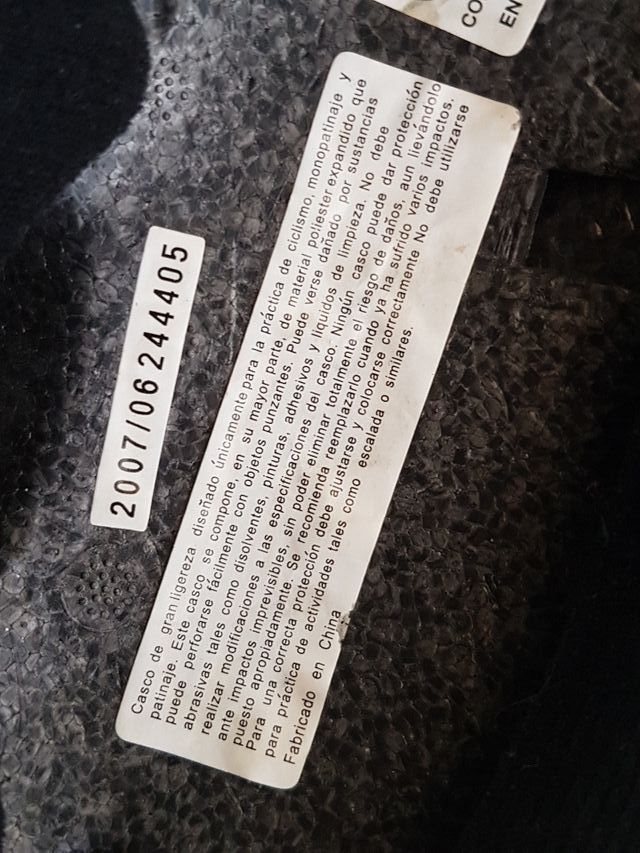 CO
EN
2007/06244405
Casco de gran ligereza diseñado únicamente para la práctica de ciclismo, monopatinaje y
patinaje. Este casco se compone, en su mayor parte, de material poliester expandido que
puede perforarse fácilmente con objetos punzantes. Puede verse dañado por sustancias
abrasivas tales como disolventes, pinturas, adhesivos y líquidos de limpieza. No debe
realizar modificaciones a las especificaciones del casco. Ningún casco puede dar protección
ante impactos imprevisibles, sin poder eliminar totalmente el riesgo de daños, aun llevándolo
puesto apropiadamente. Se recomienda reemplazarlo cuando ya ha sufrido varios impactos.
Para una correcta protección debe ajustarse y colocarse correctamente No debe utilizarse
para práctica de actividades tales como escalada o similares.
Fabricado en China